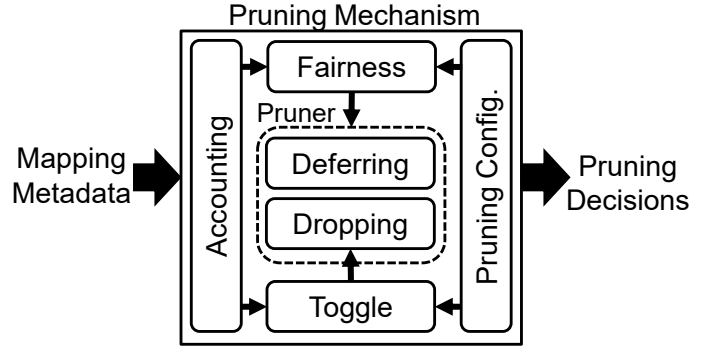 Pruning Mechanism
Mapping
Metadata
Accounting
Fairness
Pruner
Deferring
Dropping
Toggle
Pruning Config.
Pruning
Decisions